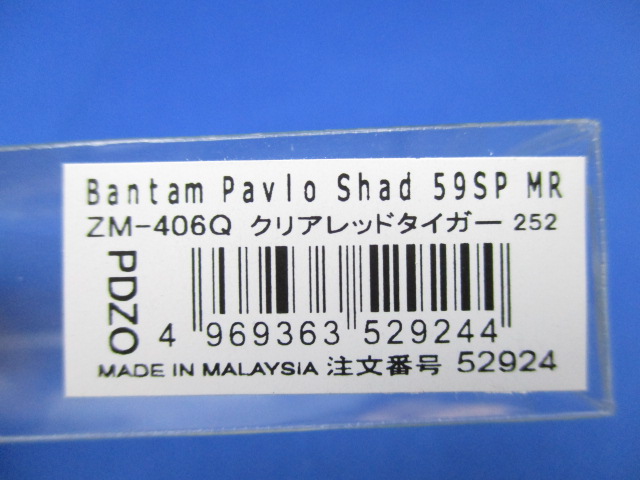 Bantam Pavlo Shad 59SP MR
ZM-406Q クリアレッドタイガー 252
PDZO
4 969363 529244
MADE IN MALAYSIA 注文番号 52924